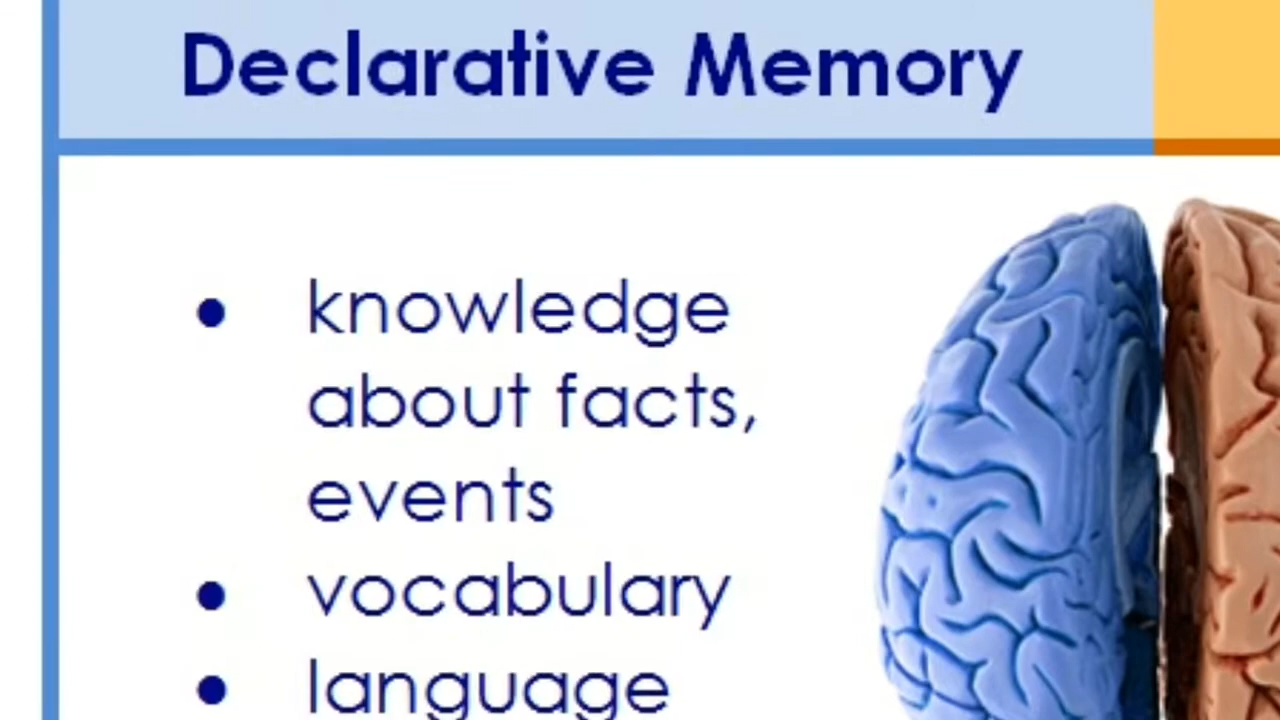 Declarative Memory
• knowledge
about facts,
events
• vocabulary
• language